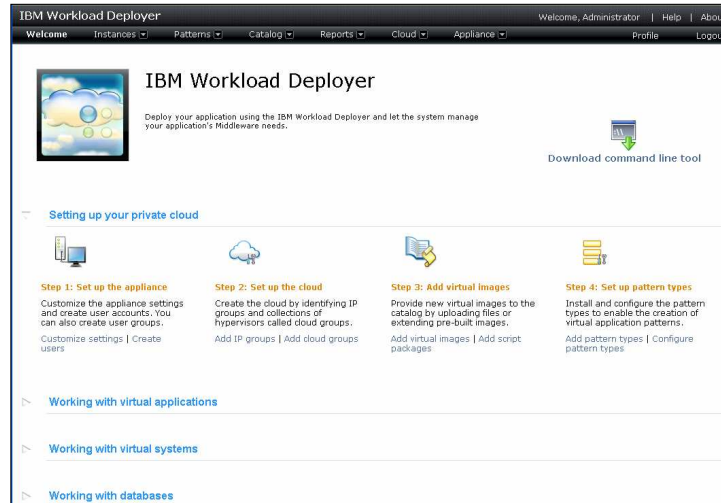 IBM Workload Deployer
Welcome, Administrator | Help | Abou
Welcome Instances Patterns Catalog Reports Cloud Appliance Profile Logou
IBM Workload Deployer
Deploy your application using the IBM Workload Deployer and let the system manage
your application's Middleware needs.
Download command line tool
Setting up your private cloud
Step 1: Set up the appliance
Customize the appliance settings
and create user accounts. You
can also create user groups.
Customize settings | Create
users
Step 2: Set up the cloud
Create the cloud by identifying IP
groups and collections of
hypervisors called cloud groups.
Add IP groups | Add cloud groups
Step 3: Add virtual images
Provide new virtual images to the
catalog by uploading files or
extending pre-built images.
Add virtual images | Add script
packages
Step 4: Set up pattern types
Install and configure the pattern
types to enable the creation of
virtual application patterns.
Add pattern types | Configure
pattern types
Working with virtual applications
Working with virtual systems
Working with databases